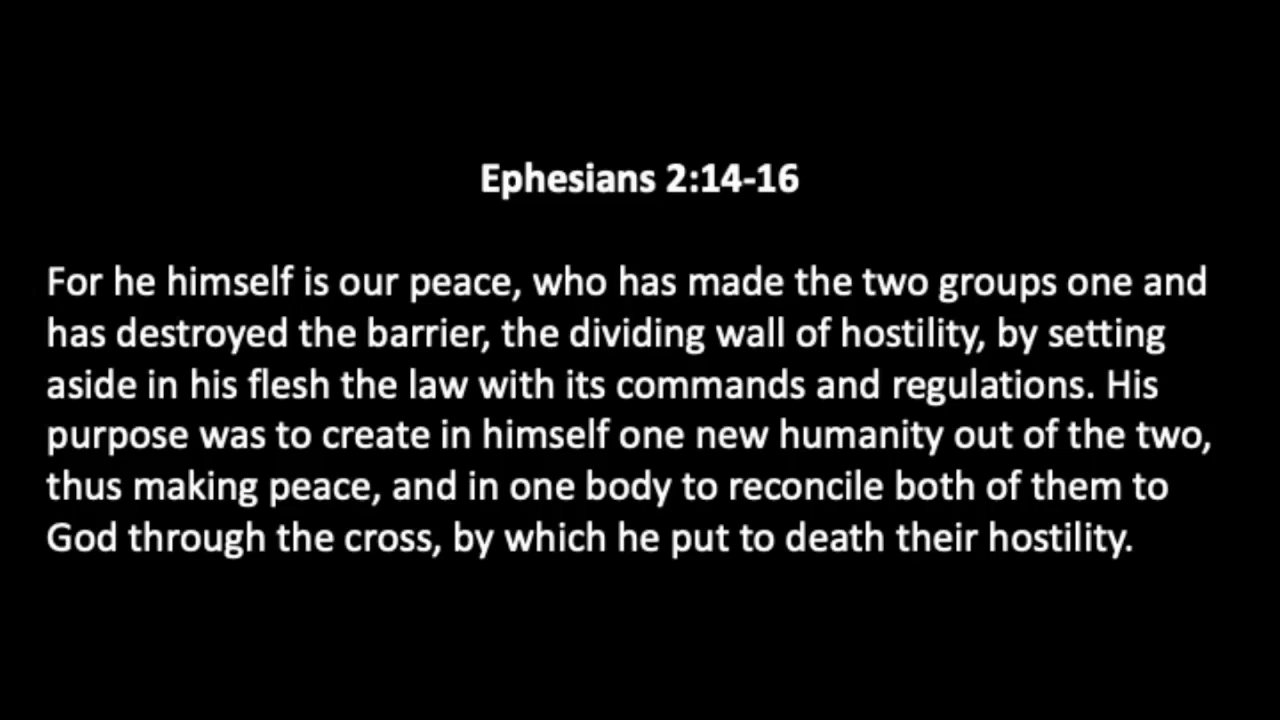 Ephesians 2:14-16
For he himself is our peace, who has made the two groups one and
has destroyed the barrier, the dividing wall of hostility, by setting
aside in his flesh the law with its commands and regulations. His
purpose was to create in himself one new humanity out of the two,
thus making peace, and in one body to reconcile both of them to
God through the cross, by which he put to death their hostility.